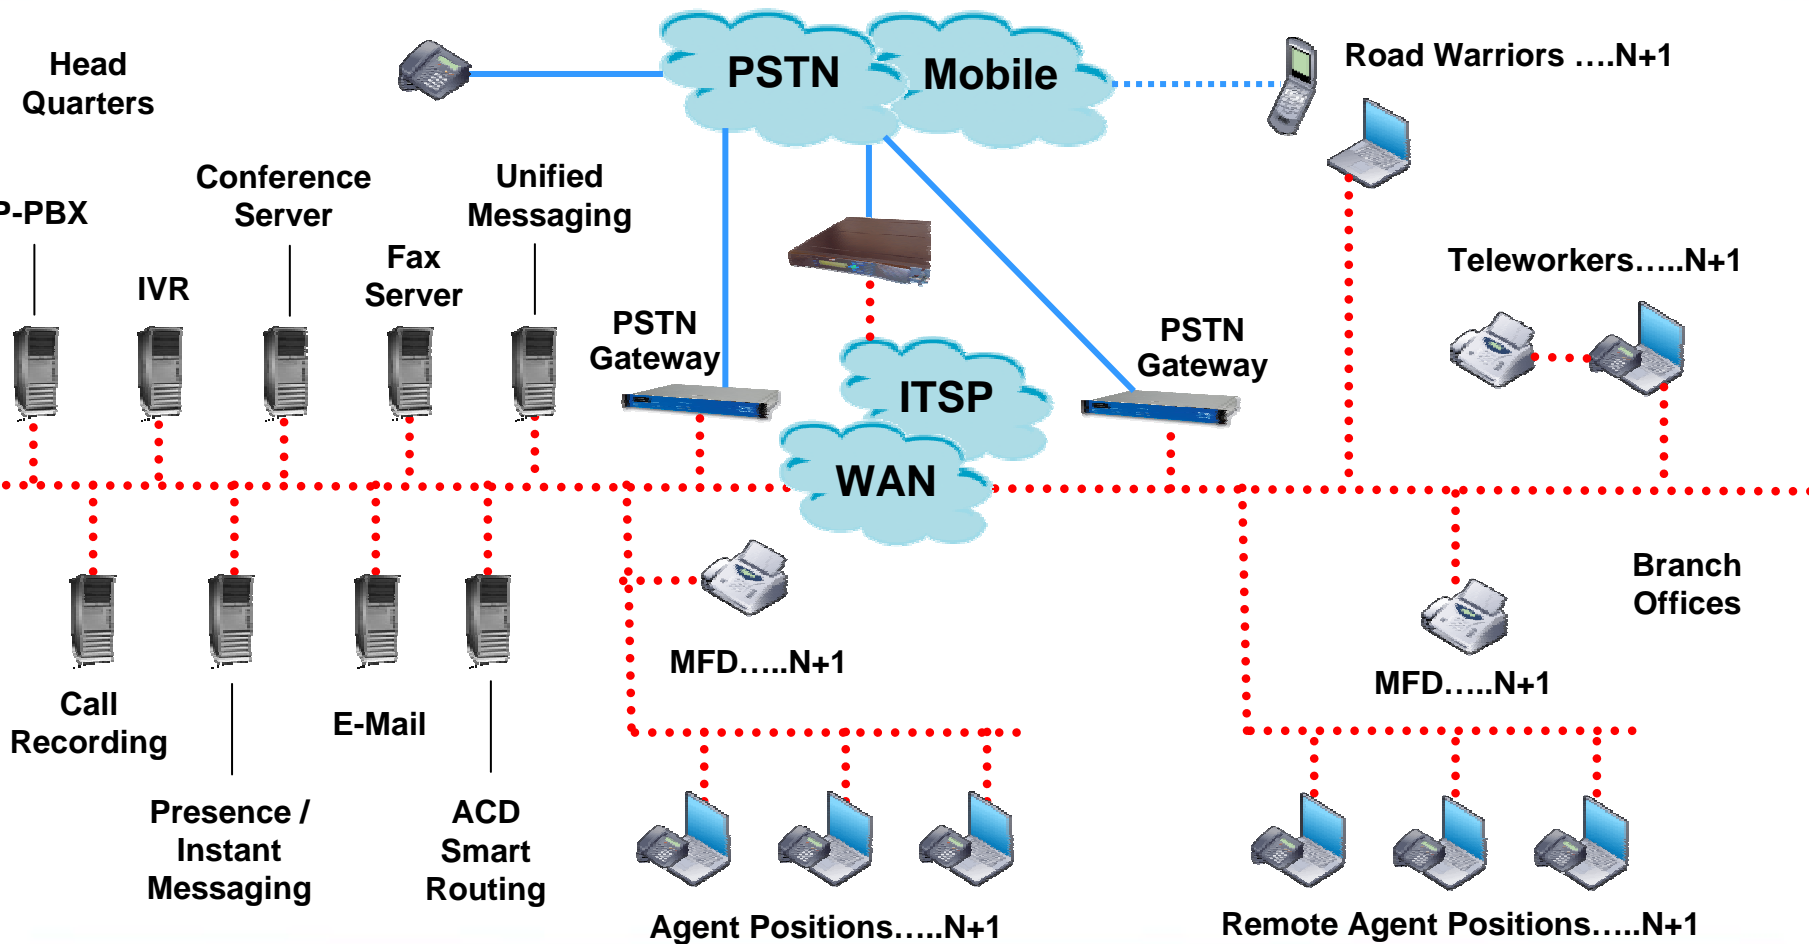 Head
Quarters
PSTN
Mobile
Road Warriors ….N+1
P-PBX
Conference
Server
Unified
Messaging
IVR
Fax
Server
Teleworkers…..N+1
PSTN
Gateway
PSTN
Gateway
ITSP
WAN
Branch
Offices
MFD…..N+1
MFD…..N+1
Call
Recording
E-Mail
Presence /
Instant
Messaging
ACD
Smart
Routing
Agent Positions…..N+1
Remote Agent Positions…..N+1